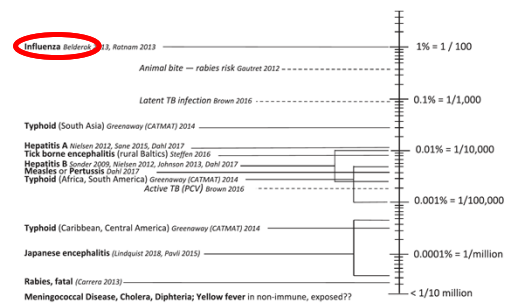 Influenza Belderok 2013, Ratnam 2013
1% = 1 / 100
Animal bite — rabies risk Gautret 2012
Latent TB infection Brown 2016
0.1% = 1/1,000
Typhoid (South Asia) Greenaway (CATMAT) 2014
Hepatitis A Nielsen 2012, Sane 2015, Dahl 2017
0.01% = 1/10,000
Tick borne encephalitis (rural Baltics) Steffen 2016
Hepatitis B Sonder 2009, Nielsen 2012, Johnson 2013, Dahl 2017
Measles or Pertussis Dahl 2017
Typhoid (Africa, South America) Greenaway (CATMAT) 2014
Active TB (PCV) Brown 2016
0.001% = 1/100,000
Typhoid (Caribbean, Central America) Greenaway (CATMAT) 2014
Japanese encephalitis (Lindquist 2018, Pavli 2015)
0.0001% = 1/million
Rabies, fatal (Carrera 2013)
Meningococcal Disease, Cholera, Diphteria; Yellow fever in non-immune, exposed??
< 1/10 million